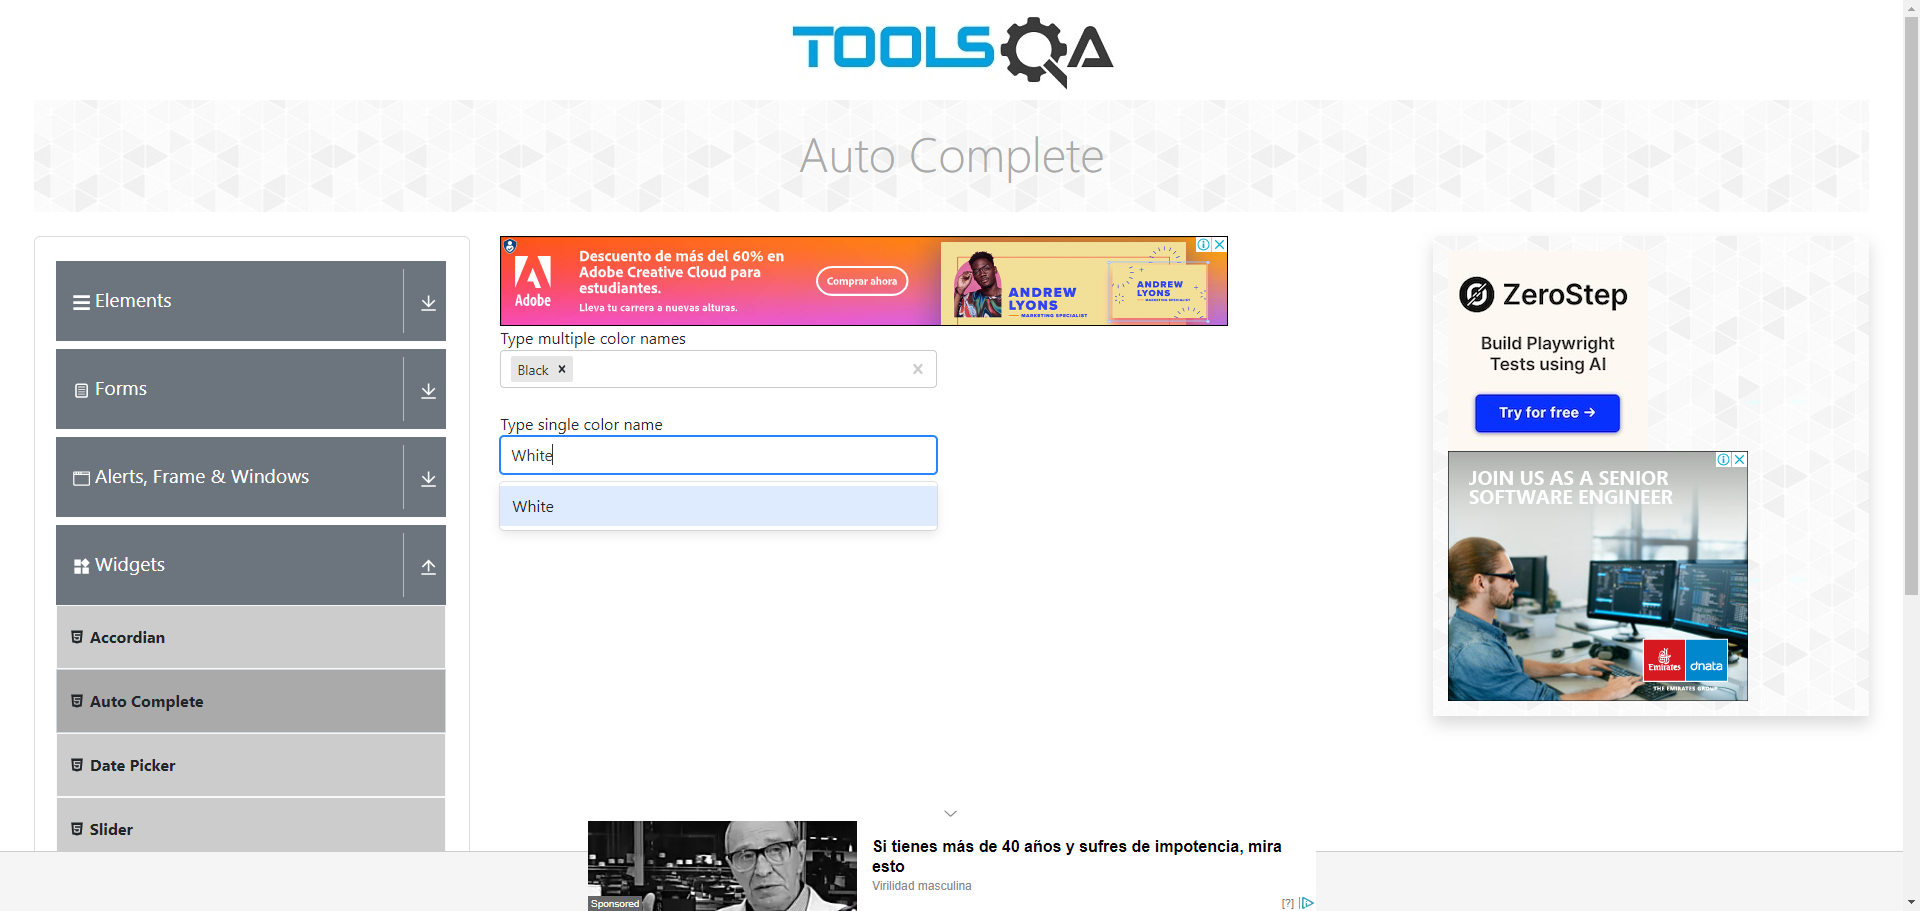 TOOLSQA
Auto Complete
Elements
Forms
Alerts, Frame & Windows
Widgets
Accordian
Auto Complete
Date Picker
Slider
Adobe
Descuento de más del 60% en
Adobe Creative Cloud para
estudiantes.
Lleva tu carrera a nuevas alturas.
Comprar ahora
ANDREW
LYONS
MARKETING SPECIALIST
ANDREW
LYONS
MARKETING SPECIALIST
Type multiple color names
Black
Type single color name
White
White
ZeroStep
Build Playwright
Tests using AI
Try for free →
JOIN US AS A SENIOR
SOFTWARE ENGINEER
Emirates
dnata
THE EMIRATES GROUP
Si tienes más de 40 años y sufres de impotencia, mira
esto
Virilidad masculina
Sponsored
[?]